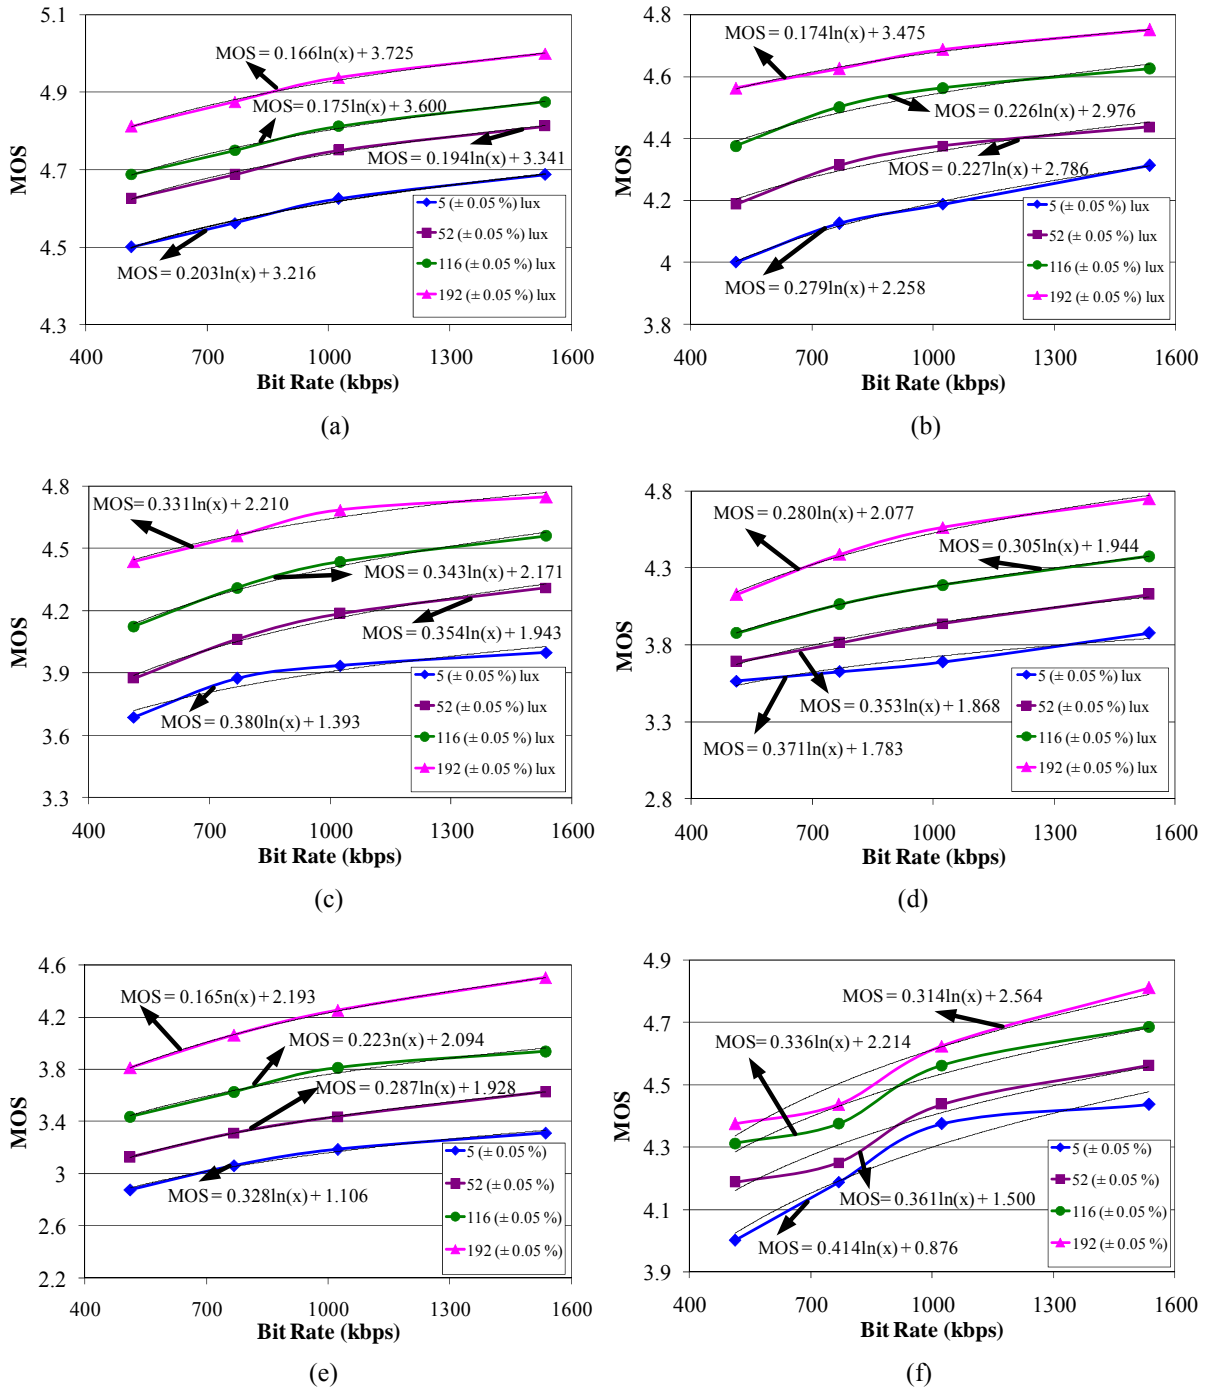 5.1
4.9
4.7
4.5
4.3
MOS
MOS = 0.166ln(x) + 3.725
MOS = 0.175ln(x) + 3.600
MOS = 0.194ln(x) + 3.341
MOS = 0.203ln(x) + 3.216
5 (± 0.05 %) lux
52 (± 0.05 %) lux
116 (± 0.05 %) lux
192 (± 0.05 %) lux
400 700 1000 1300 1600
Bit Rate (kbps)
(a)
4.8
4.6
4.4
4.2
4
3.8
MOS
MOS = 0.174ln(x) + 3.475
MOS = 0.226ln(x) + 2.976
MOS = 0.227ln(x) + 2.786
MOS = 0.279ln(x) + 2.258
5 (± 0.05 %) lux
52 (± 0.05 %) lux
116 (± 0.05 %) lux
192 (± 0.05 %) lux
400 700 1000 1300 1600
Bit Rate (kbps)
(b)
4.8
4.5
4.2
3.9
3.6
3.3
MOS
MOS= 0.331ln(x) + 2.210
MOS = 0.343ln(x) + 2.171
MOS = 0.354ln(x) + 1.943
MOS = 0.380ln(x) + 1.393
5 (± 0.05 %) lux
52 (± 0.05 %) lux
116 (± 0.05 %) lux
192 (± 0.05 %) lux
400 700 1000 1300 1600
Bit Rate (kbps)
(c)
4.8
4.3
3.8
3.3
2.8
MOS
MOS = 0.280ln(x) + 2.077
MOS = 0.305ln(x) + 1.944
MOS = 0.353ln(x) + 1.868
MOS = 0.371ln(x) + 1.783
5 (± 0.05 %) lux
52 (± 0.05 %) lux
116 (± 0.05 %) lux
192 (± 0.05 %) lux
400 700 1000 1300 1600
Bit Rate (kbps)
(d)
4.6
4.2
3.8
3.4
3
2.6
2.2
MOS
MOS = 0.165n(x) + 2.193
MOS = 0.223ln(x) + 2.094
MOS = 0.287ln(x) + 1.928
MOS = 0.328ln(x) + 1.106
5 (± 0.05 %)
52 (± 0.05 %)
116 (± 0.05 %)
192 (± 0.05 %)
400 700 1000 1300 1600
Bit Rate (kbps)
(e)
4.9
4.7
4.5
4.3
4.1
3.9
MOS
MOS = 0.314ln(x) + 2.564
MOS = 0.336ln(x) + 2.214
MOS = 0.361ln(x) + 1.500
MOS = 0.414ln(x) + 0.876
5 (± 0.05 %)
52 (± 0.05 %)
116 (± 0.05 %)
192 (± 0.05 %)
400 700 1000 1300 1600
Bit Rate (kbps)
(f)